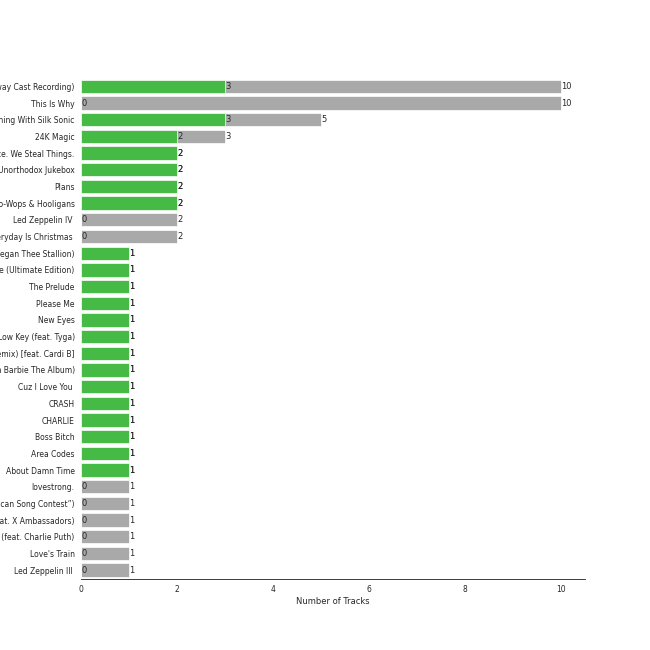 way Cast Recording) 3 10
This Is Why 0 10
ning With Silk Sonic 3 5
24K Magic 2 3
ce. We Steal Things. 2
Unorthodox Jukebox 2
Plans 2
o-Wops & Hooligans 2
Led Zeppelin IV 0 2
eryday Is Christmas 0 2
egan Thee Stallion) 1
e (Ultimate Edition) 1
The Prelude 1
Please Me 1
New Eyes 1
Low Key (feat. Tyga) 1
emix) [feat. Cardi B] 1
n Barbie The Album) 1
Cuz I Love You 1
CRASH 1
CHARLIE 1
Boss Bitch 1
Area Codes 1
About Damn Time 1
lovestrong. 0 1
ican Song Contest") 0 1
at. X Ambassadors) 0 1
(feat. Charlie Puth) 0 1
Love's Train 0 1
Led Zeppelin III 0 1
0 2 4 6 8 10
Number of Tracks